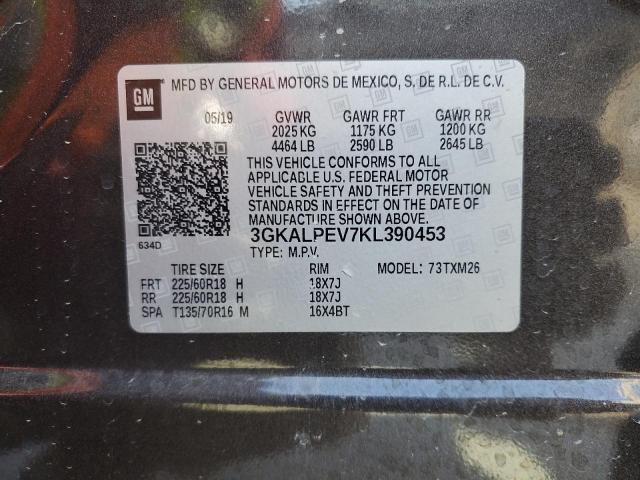 GM MFD BY GENERAL MOTORS DE MEXICO, S. DE R.L. DE C.V.
05/19 GVWR GAWR FRT GAWR RR
2025 KG 1175 KG 1200 KG
4464 LB 2590 LB 2645 LB
THIS VEHICLE CONFORMS TO ALL
APPLICABLE U.S. FEDERAL MOTOR
VEHICLE SAFETY AND THEFT PREVENTION
STANDARDS IN EFFECT ON THE DATE OF
MANUFACTURE SHOWN ABOVE.
634D 3GKALPEV7KL390453
TYPE: M.P.V.
TIRE SIZE RIM MODEL: 73TXM26
FRT 225/60R18 H 18X7J
RR 225/60R18 H 18X7J
SPA T135/70R16 M 16X4BT